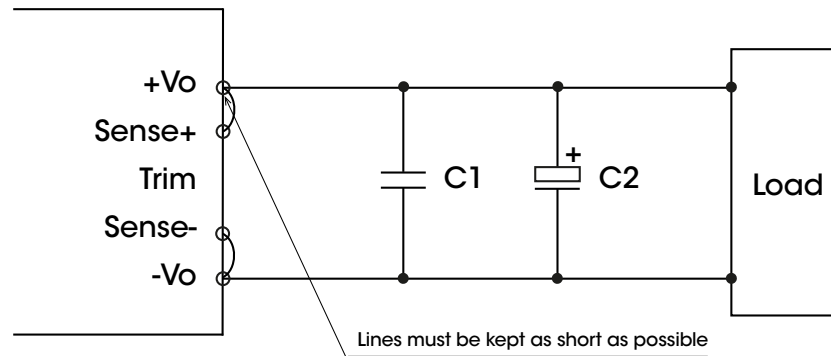 +Vo
Sense+
Trim
Sense-
-Vo
C1
+
C2
Load
Lines must be kept as short as possible